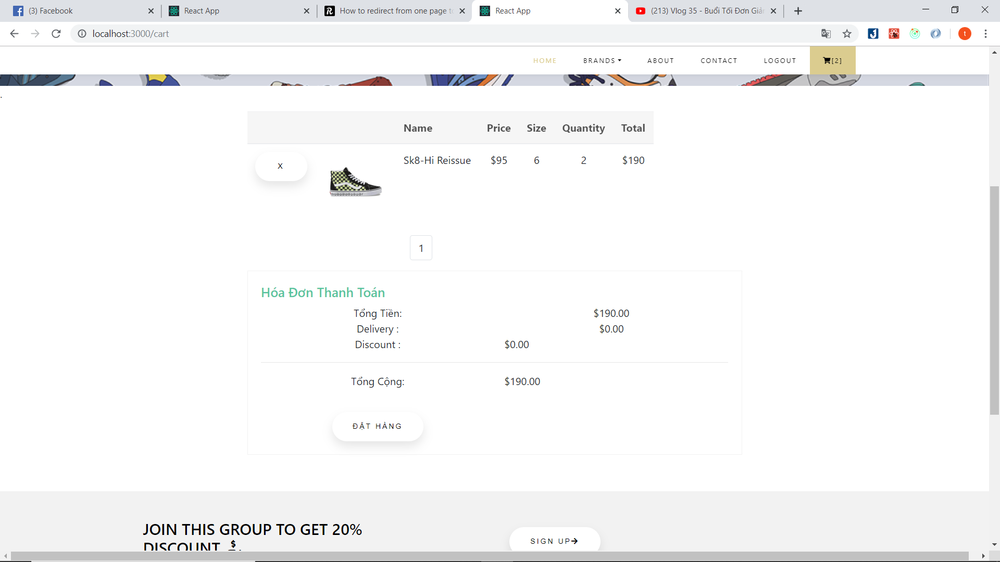 (3) Facebook
React App
How to redirect from one page to
React App
(213) Vlog 35 - Buổi Tối Đơn Giản
localhost:3000/cart
t
HOME
BRANDS
ABOUT
CONTACT
LOGOUT
[2]
.
Name Price Size Quantity Total
X Sk8-Hi Reissue $95 6 2 $190
1
Hóa Đơn Thanh Toán
Tổng Tiền: $190.00
Delivery : $0.00
Discount : $0.00
Tổng Cộng: $190.00
ĐẶT HÀNG
JOIN THIS GROUP TO GET 20%
DISCOUNT
SIGN UP